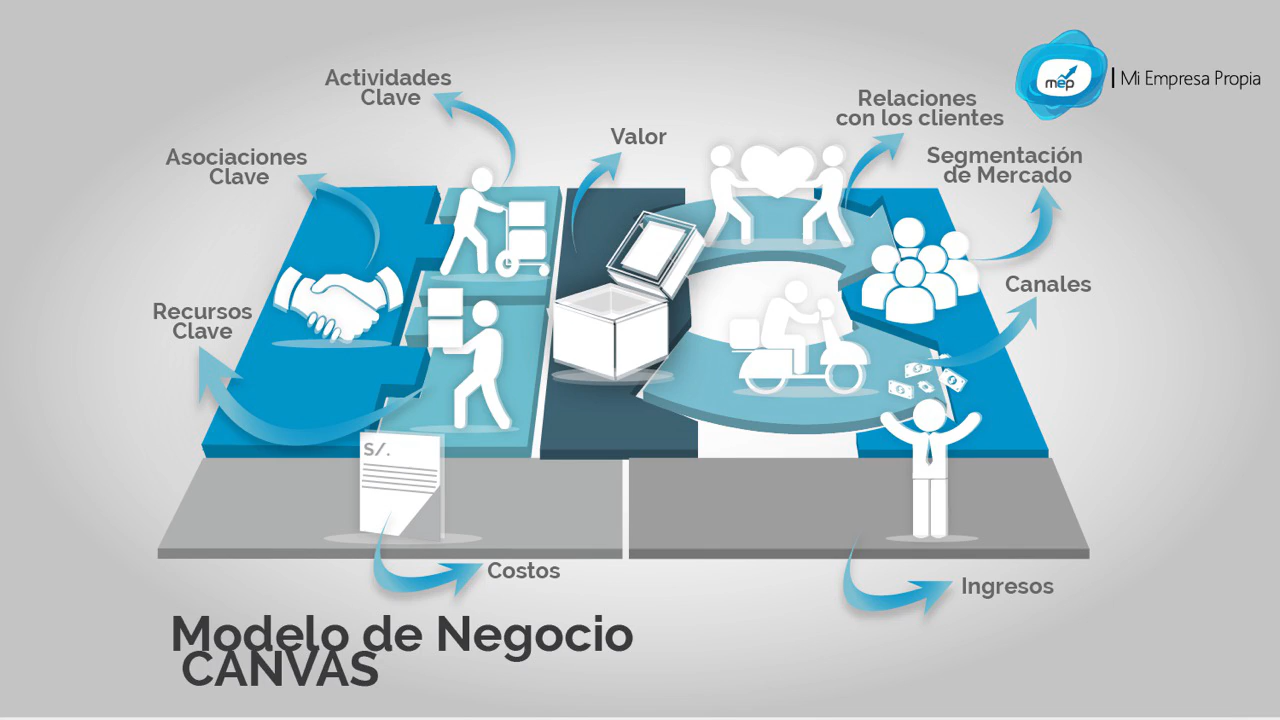 mep
| Mi Empresa Propia
Actividades
Clave
Relaciones
con los clientes
Valor
Asociaciones
Clave
Segmentación
de Mercado
Canales
Recursos
Clave
S/.
Costos
Ingresos
Modelo de Negocio
CANVAS